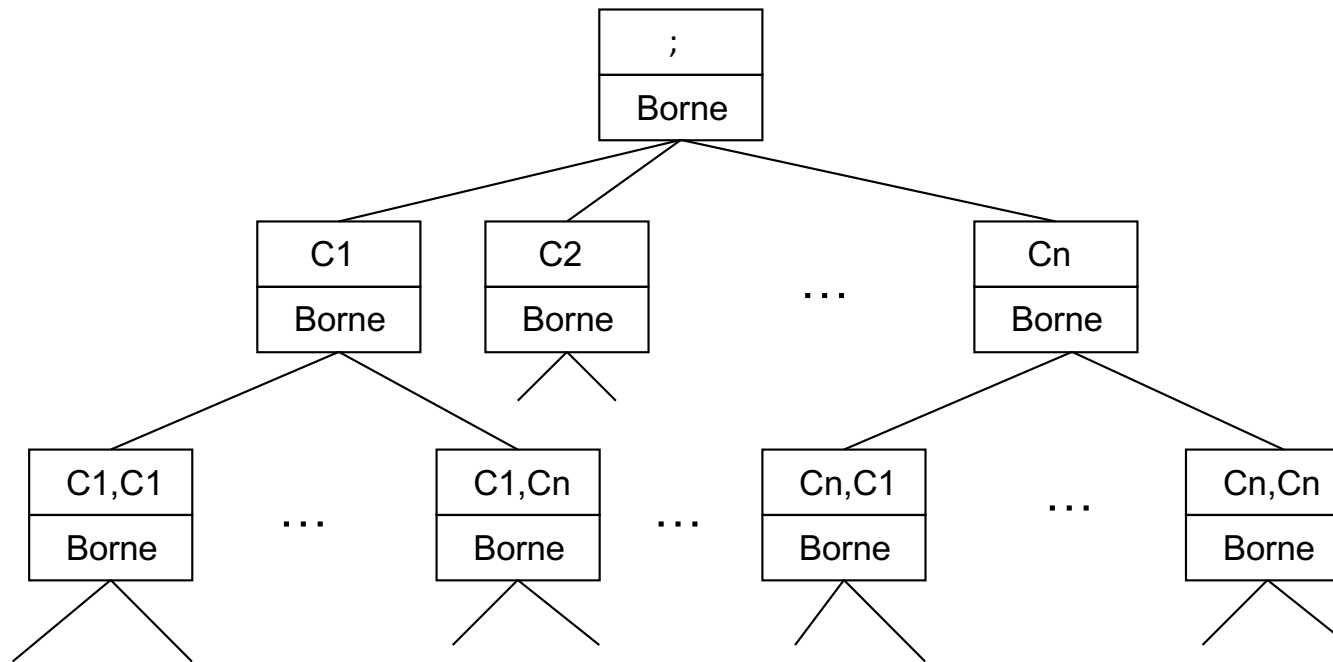 ;
Borne
C1
C2
...
Cn
Borne
Borne
Borne
C1,C1
...
C1,Cn
...
Cn,C1
...
Cn,Cn
Borne
Borne
Borne
Borne